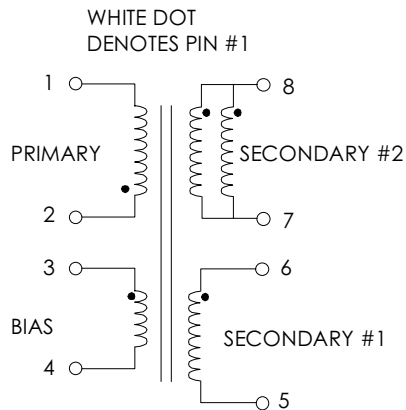 WHITE DOT
DENOTES PIN #1
1
8
PRIMARY
SECONDARY #2
2
7
3
6
BIAS
SECONDARY #1
4
5